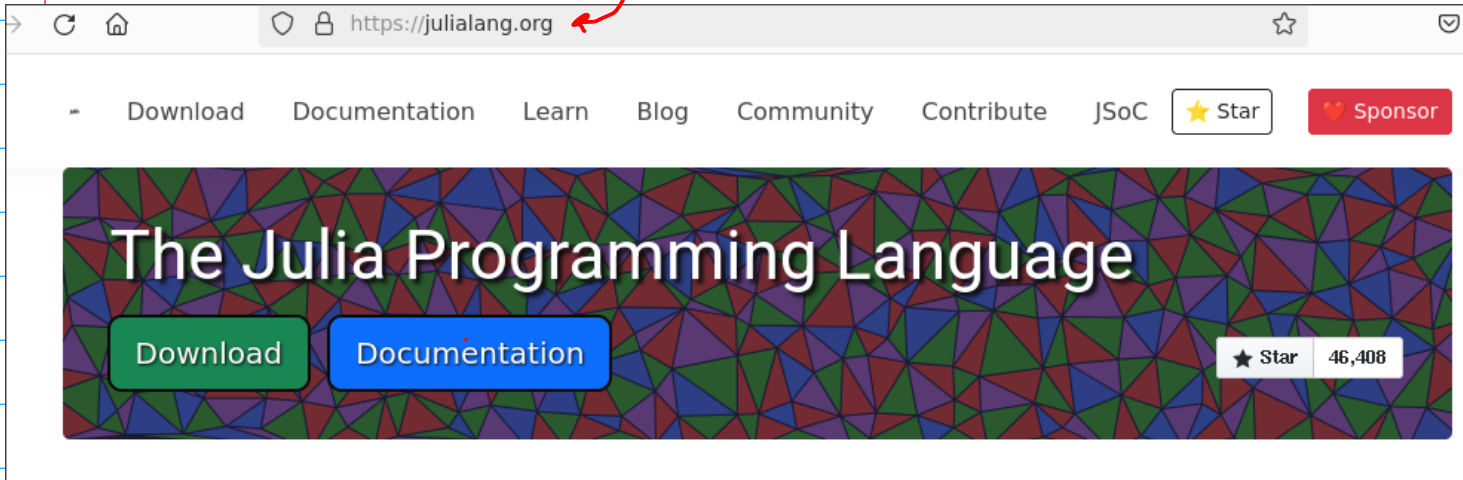 https://julialang.org
Download Documentation Learn Blog Community Contribute JSoC Star Sponsor
The Julia Programming Language
Download Documentation
Star 46,408